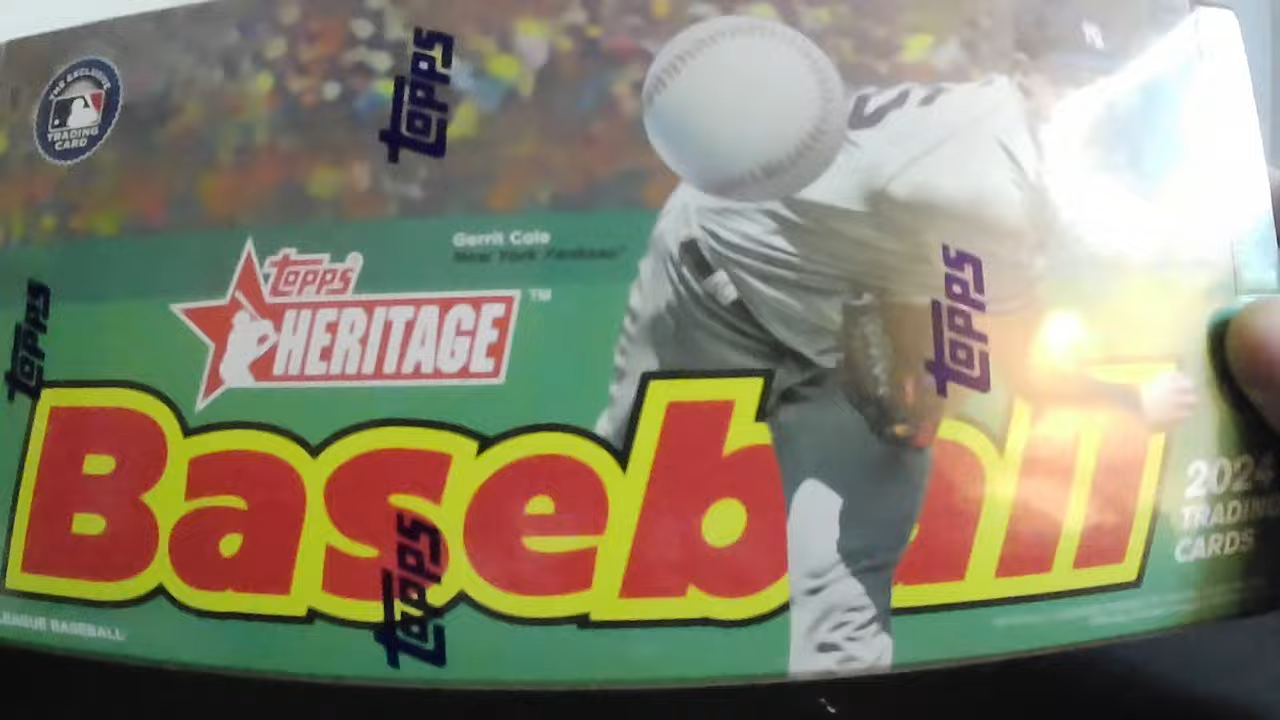 THE EXCLUSIVE
TRADING
CARD
Topps
Topps
Topps
Topps
Gerrit Cole
New York Yankees
Topps
HERITAGE™
Baseball
2024
TRADING
CARDS
LEAGUE BASEBALL